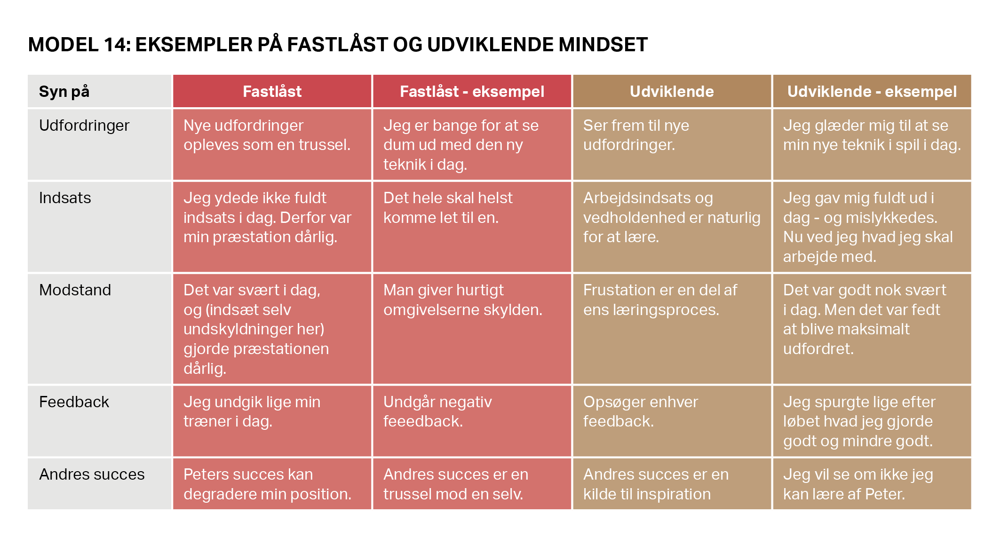 MODEL 14: EKSEMPLER PÅ FASTLÅST OG UDVIKLENDE MINDSET
Syn på
Fastlåst
Fastlåst - eksempel
Udviklende
Udviklende - eksempel
Udfordringer
Nye udfordringer
opleves som en trussel.
Jeg er bange for at se
dum ud med den ny
teknik i dag.
Ser frem til nye
udfordringer.
Jeg glæder mig til at se
min nye teknik i spil i dag.
Indsats
Jeg ydede ikke fuldt
indsats i dag. Derfor var
min præstation dårlig.
Det hele skal helst
komme let til en.
Arbejdsindsats og
vedholdenhed er naturlig
for at lære.
Jeg gav mig fuldt ud i
dag - og mislykkedes.
Nu ved jeg hvad jeg skal
arbejde med.
Modstand
Det var svært i dag,
og (indsæt selv
undskyldninger her)
gjorde præstationen
dårlig.
Man giver hurtigt
omgivelserne skylden.
Frustation er en del af
ens læringsproces.
Det var godt nok svært
i dag. Men det var fedt
at blive maksimalt
udfordret.
Feedback
Jeg undgik lige min
træner i dag.
Undgår negativ
feeedback.
Opsøger enhver
feedback.
Jeg spurgte lige efter
løbet hvad jeg gjorde
godt og mindre godt.
Andres succes
Peters succes kan
degradere min position.
Andres succes er en
trussel mod en selv.
Andres succes er en
kilde til inspiration
Jeg vil se om ikke jeg
kan lære af Peter.